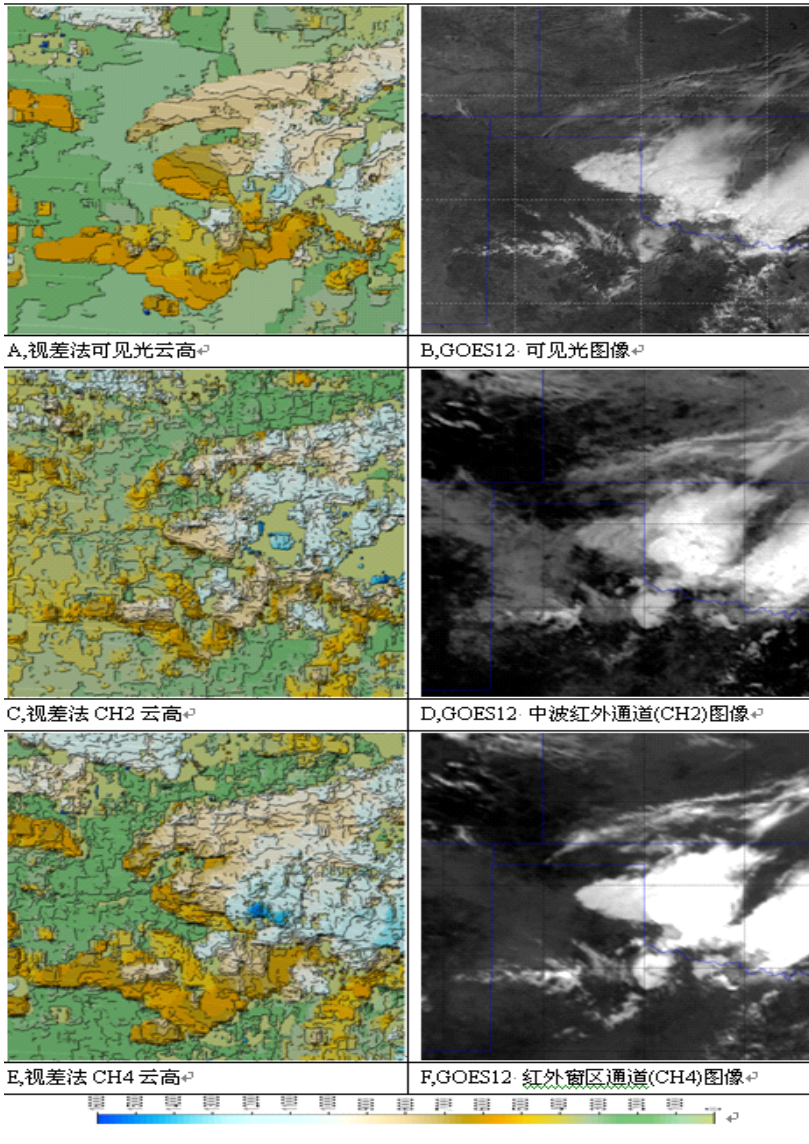 A,视差法可见光云高
B,GOES12 可见光图像
C,视差法 CH2 云高
D,GOES12 中波红外通道(CH2)图像
E,视差法 CH4 云高
F,GOES12 红外窗区通道(CH4)图像